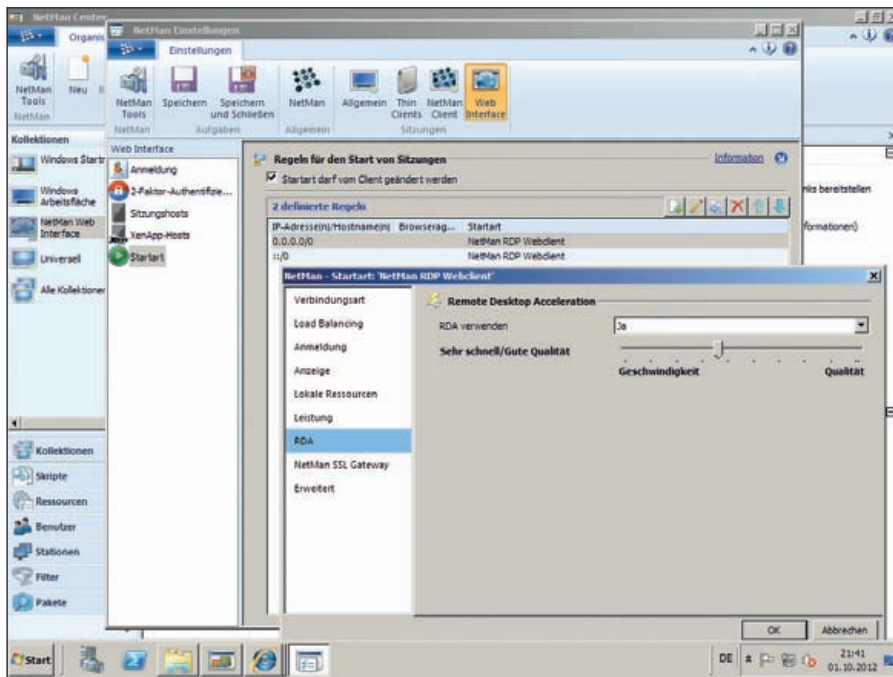 NetMan Center
Organis
NetMan
Tools
NetMan
Neu
Kollektionen
Windows Startm
Windows
Arbeitsfläche
NetMan Web
Interface
Universell
Alle Kollektionen
Kollektionen
Skripte
Ressourcen
Benutzer
Stationen
Filter
Pakete
NetMan Einstellungen
Einstellungen
NetMan
Tools
Speichern
Speichern
und Schließen
NetMan
Allgemein
Thin
Clients
NetMan
Client
Web
Interface
NetMan
Aufgaben
Allgemein
Sitzungen
Web Interface
Anmeldung
2-Faktor-Authentifizie...
Sitzungshosts
XenApp-Hosts
Startart
Regeln für den Start von Sitzungen
Information
Startart darf vom Client geändert werden
2 definierte Regeln
IP-Adresse(n)/Hostname(n) Browserag... Startart
0.0.0.0/0 NetMan RDP Webclient
::/0 NetMan RDP Webclient
nks bereitstellen
formationen)
NetMan - Startart: 'NetMan RDP Webclient'
Verbindungsart
Load Balancing
Anmeldung
Anzeige
Lokale Ressourcen
Leistung
RDA
NetMan SSL Gateway
Erweitert
Remote Desktop Acceleration
RDA verwenden
Ja
Sehr schnell/Gute Qualität
Geschwindigkeit Qualität
OK Abbrechen
Start
DE
21:41
01.10.2012